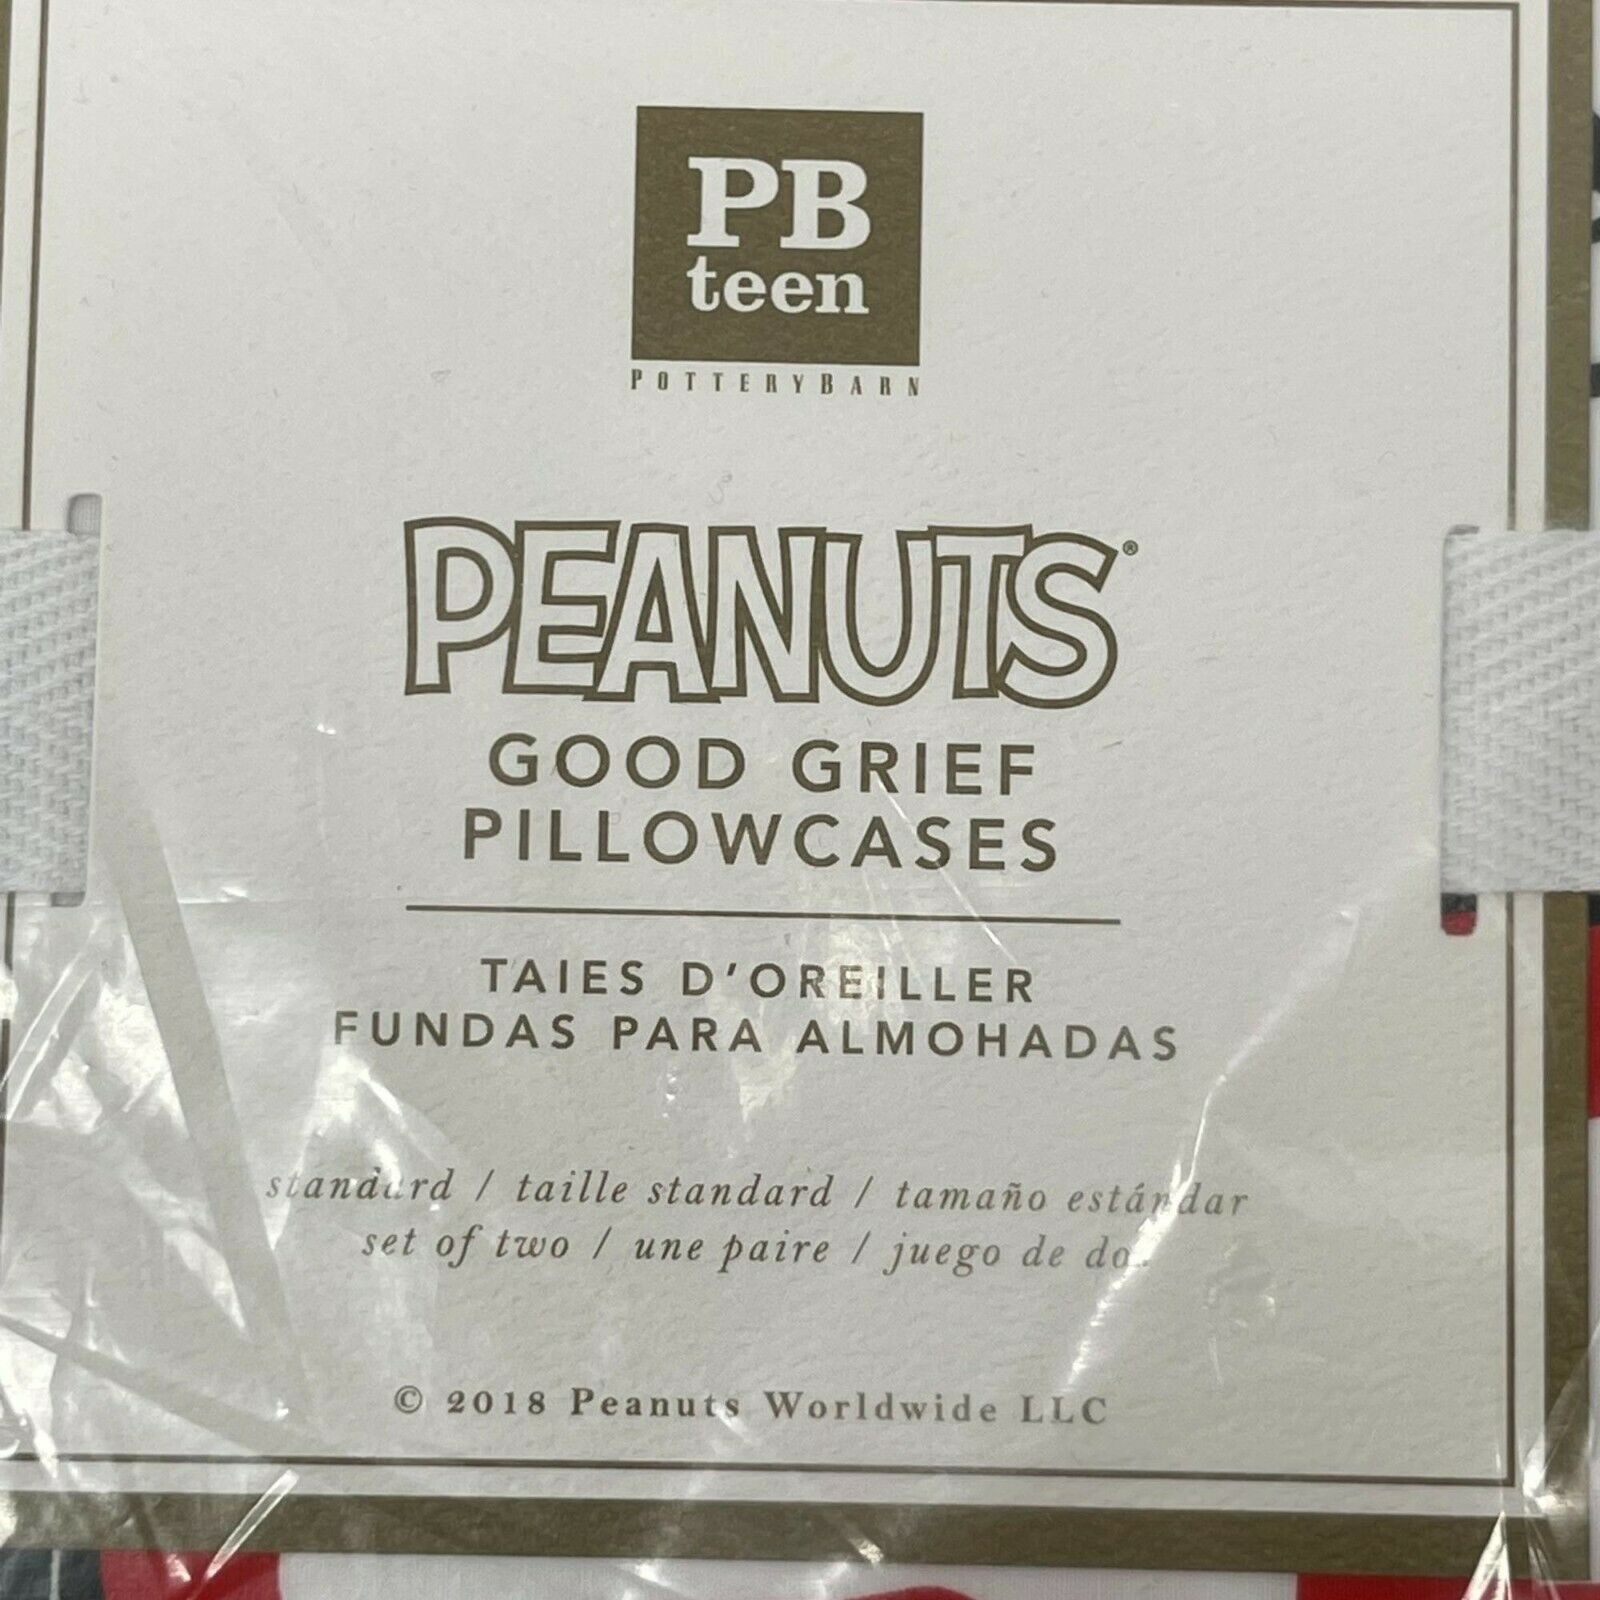 PB
teen
POTTERYBARN
PEANUTS®
GOOD GRIEF
PILLOWCASES
TAIES D'OREILLER
FUNDAS PARA ALMOHADAS
standard / taille standard / tamaño estándar
set of two / une paire / juego de dos
© 2018 Peanuts Worldwide LLC